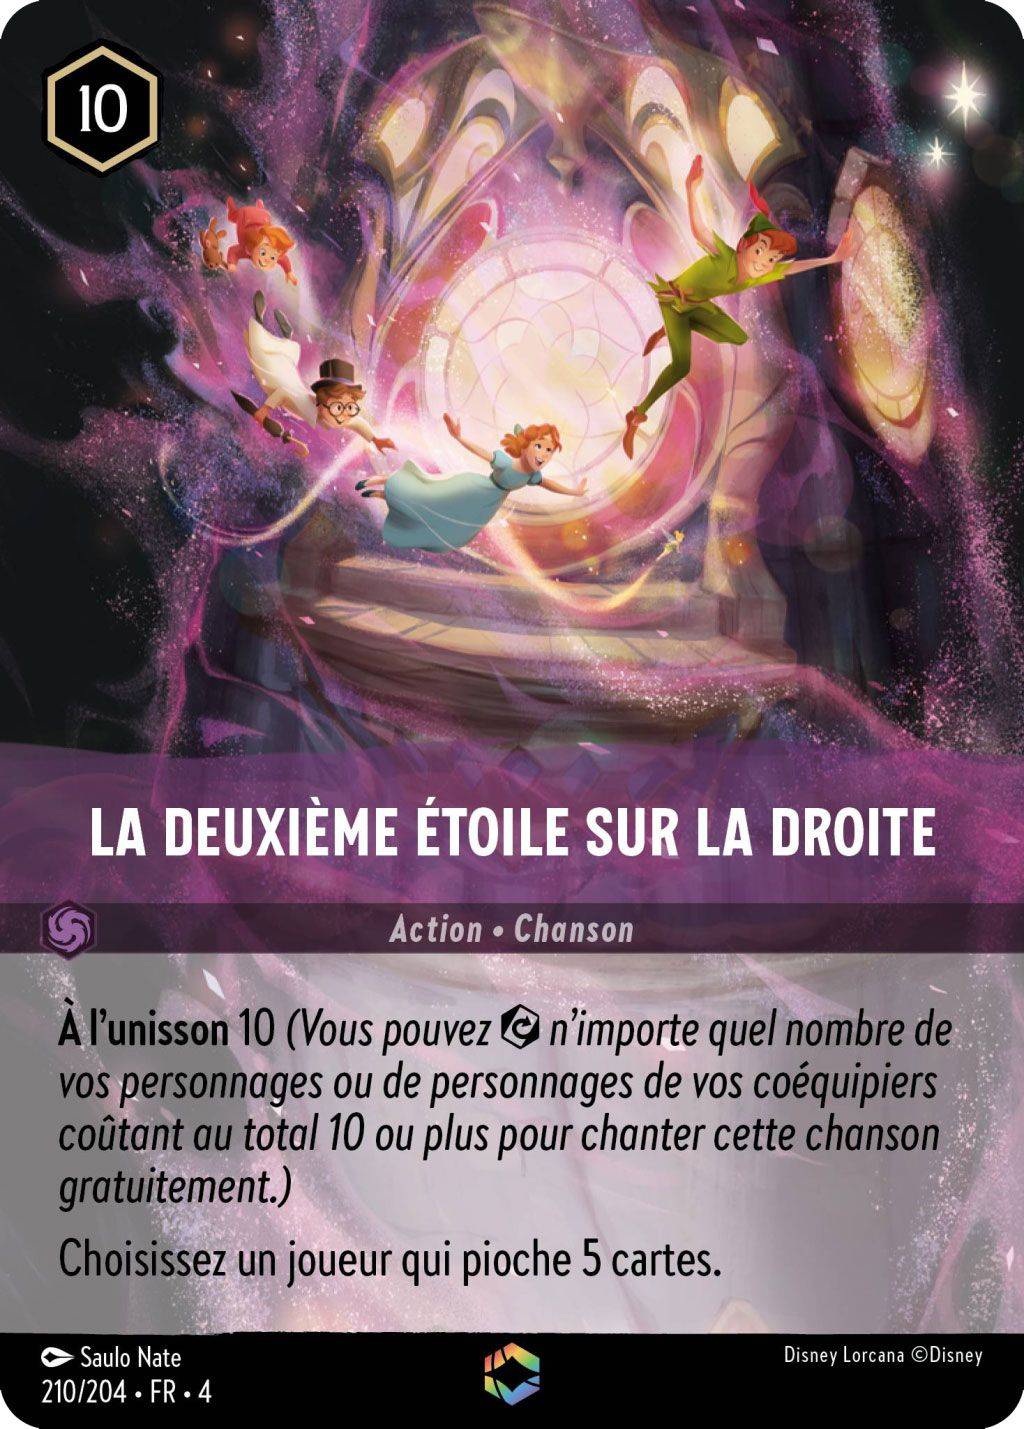 10
LA DEUXIÈME ÉTOILE SUR LA DROITE
Action • Chanson
À l'unisson 10 (Vous pouvez n'importe quel nombre de
vos personnages ou de personnages de vos coéquipiers
coûtant au total 10 ou plus pour chanter cette chanson
gratuitement.)
Choisissez un joueur qui pioche 5 cartes.
Saulo Nate
Disney Lorcana ©Disney
210/204 • FR • 4